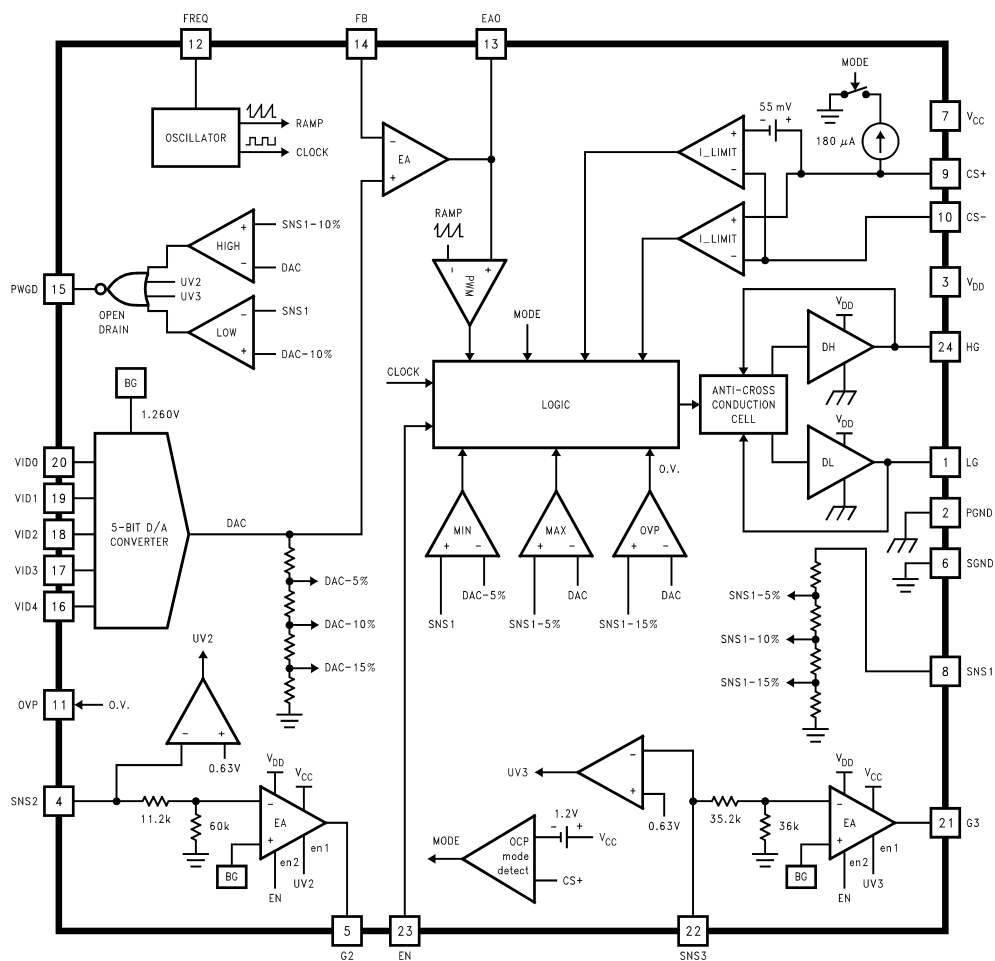 FREQ
12
FB
14
EAO
13
MODE
55 mV
- +
180 μA
7
VCC
OSCILLATOR
RAMP
CLOCK
-
EA
+
+
I_LIMIT
-
9
CS+
10
CS-
+
I_LIMIT
-
SNS1-10%
+
HIGH
-
DAC
RAMP
- +
PWM
3
VDD
PWGD
15
UV2
UV3
OPEN
DRAIN
SNS1
-
LOW
+
DAC-10%
MODE
VDD
DH
24
HG
CLOCK
LOGIC
ANTI-CROSS
CONDUCTION
CELL
BG
1.260V
VDD
DL
1
LG
O.V.
VID0
20
VID1
19
VID2
18
VID3
17
VID4
16
5-BIT D/A
CONVERTER
DAC
MIN
+ -
MAX
+ -
OVP
+ -
2
PGND
6
SGND
DAC-5%
DAC
DAC
SNS1
SNS1-5%
SNS1-15%
DAC-5%
DAC-10%
DAC-15%
SNS1-5%
SNS1-10%
SNS1-15%
8
SNS1
UV2
OVP
11
O.V.
- +
0.63V
SNS2
4
11.2k
60k
VDD
VCC
-
EA
+
en1
en2
BG
EN
UV2
UV3
-
+
0.63V
MODE
OCP
mode
detect
1.2V
- +
VCC
CS+
35.2k
36k
VDD
VCC
-
EA
+
en1
en2
BG
EN
UV3
21
G3
5
G2
23
EN
22
SNS3